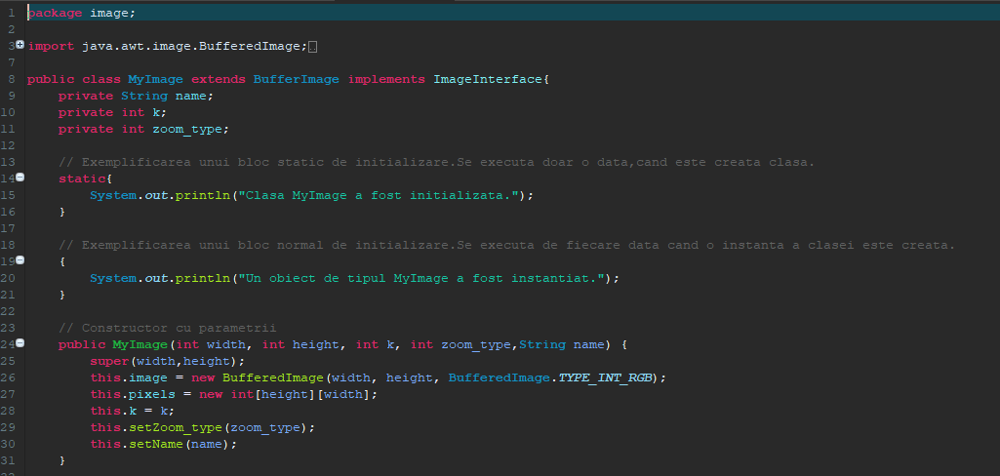 1 package image;
2
3 import java.awt.image.BufferedImage;
7
8 public class MyImage extends BufferImage implements ImageInterface{
9 private String name;
10 private int k;
11 private int zoom_type;
12
13 // Exemplificarea unui bloc static de initializare.Se executa doar o data,cand este creata clasa.
14 static{
15 System.out.println("Clasa MyImage a fost initializata.");
16 }
17
18 // Exemplificarea unui bloc normal de initializare.Se executa de fiecare data cand o instanta a clasei este creata.
19 {
20 System.out.println("Un obiect de tipul MyImage a fost instantiat.");
21 }
22
23 // Constructor cu parametrii
24 public MyImage(int width, int height, int k, int zoom_type,String name) {
25 super(width,height);
26 this.image = new BufferedImage(width, height, BufferedImage.TYPE_INT_RGB);
27 this.pixels = new int[height][width];
28 this.k = k;
29 this.setZoom_type(zoom_type);
30 this.setName(name);
31 }